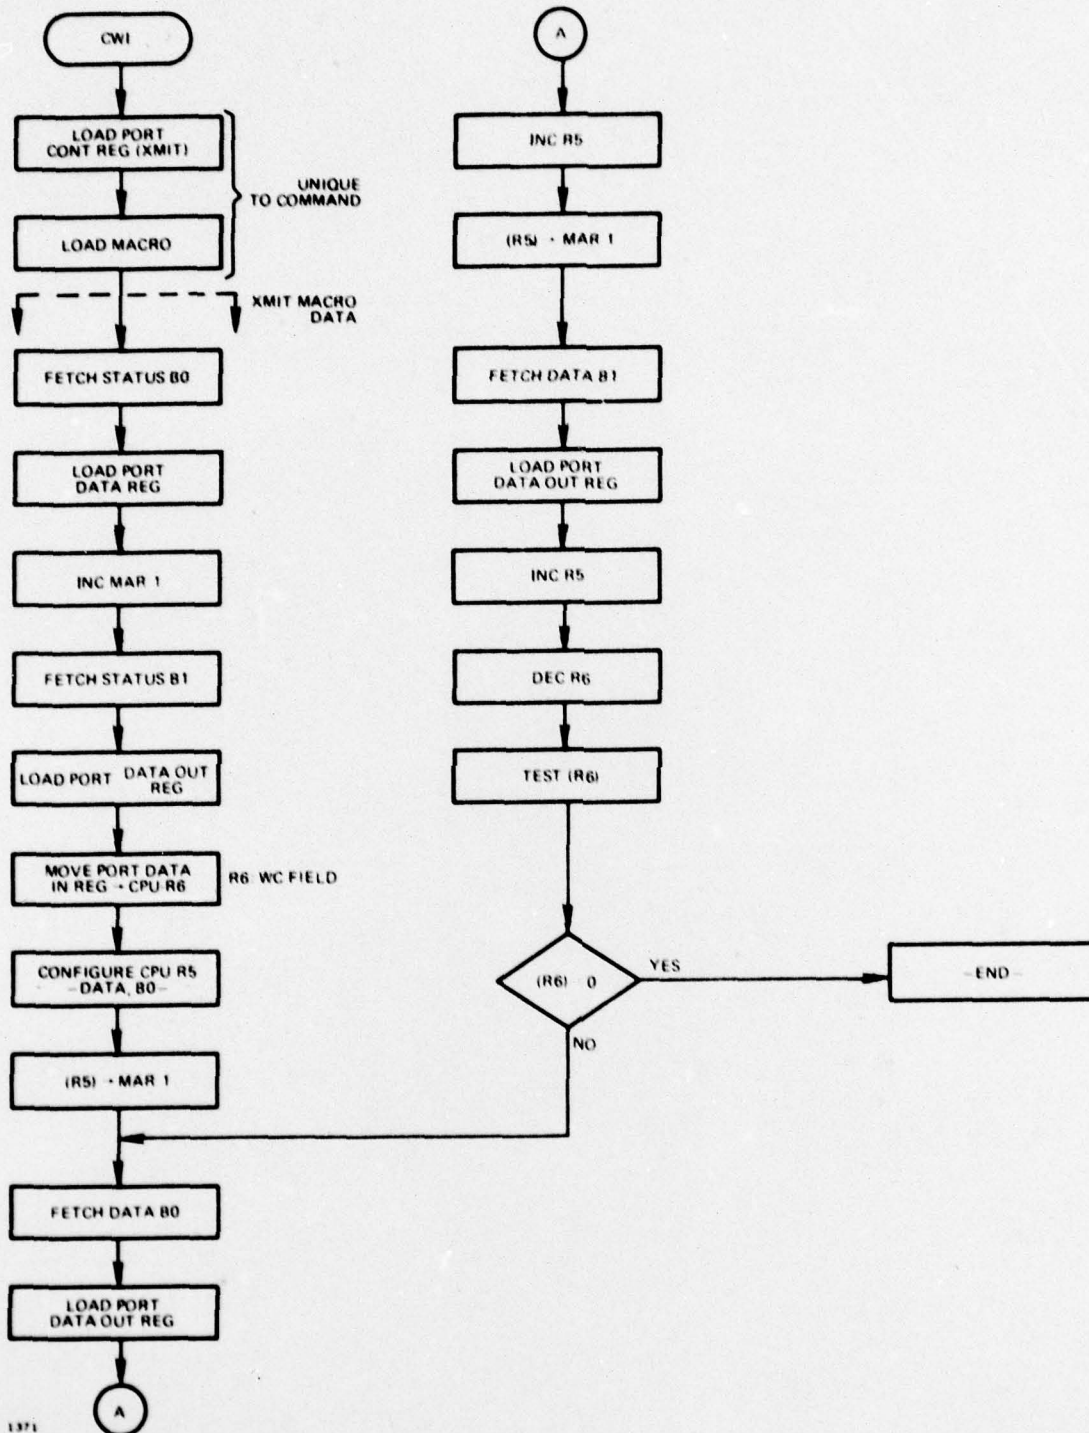 CWI
LOAD PORT
CONT REG (XMIT)
UNIQUE
TO COMMAND
LOAD MACRO
XMIT MACRO
DATA
FETCH STATUS B0
LOAD PORT
DATA REG
INC MAR 1
FETCH STATUS B1
LOAD PORT DATA OUT
REG
MOVE PORT DATA
IN REG → CPU R6
R6 WC FIELD
CONFIGURE CPU R5
–DATA, B0–
(R5) → MAR 1
FETCH DATA B0
LOAD PORT
DATA OUT REG
A
1371
A
INC R5
(R5) → MAR 1
FETCH DATA B1
LOAD PORT
DATA OUT REG
INC R5
DEC R6
TEST (R6)
(R6) 0
YES
NO
–END–